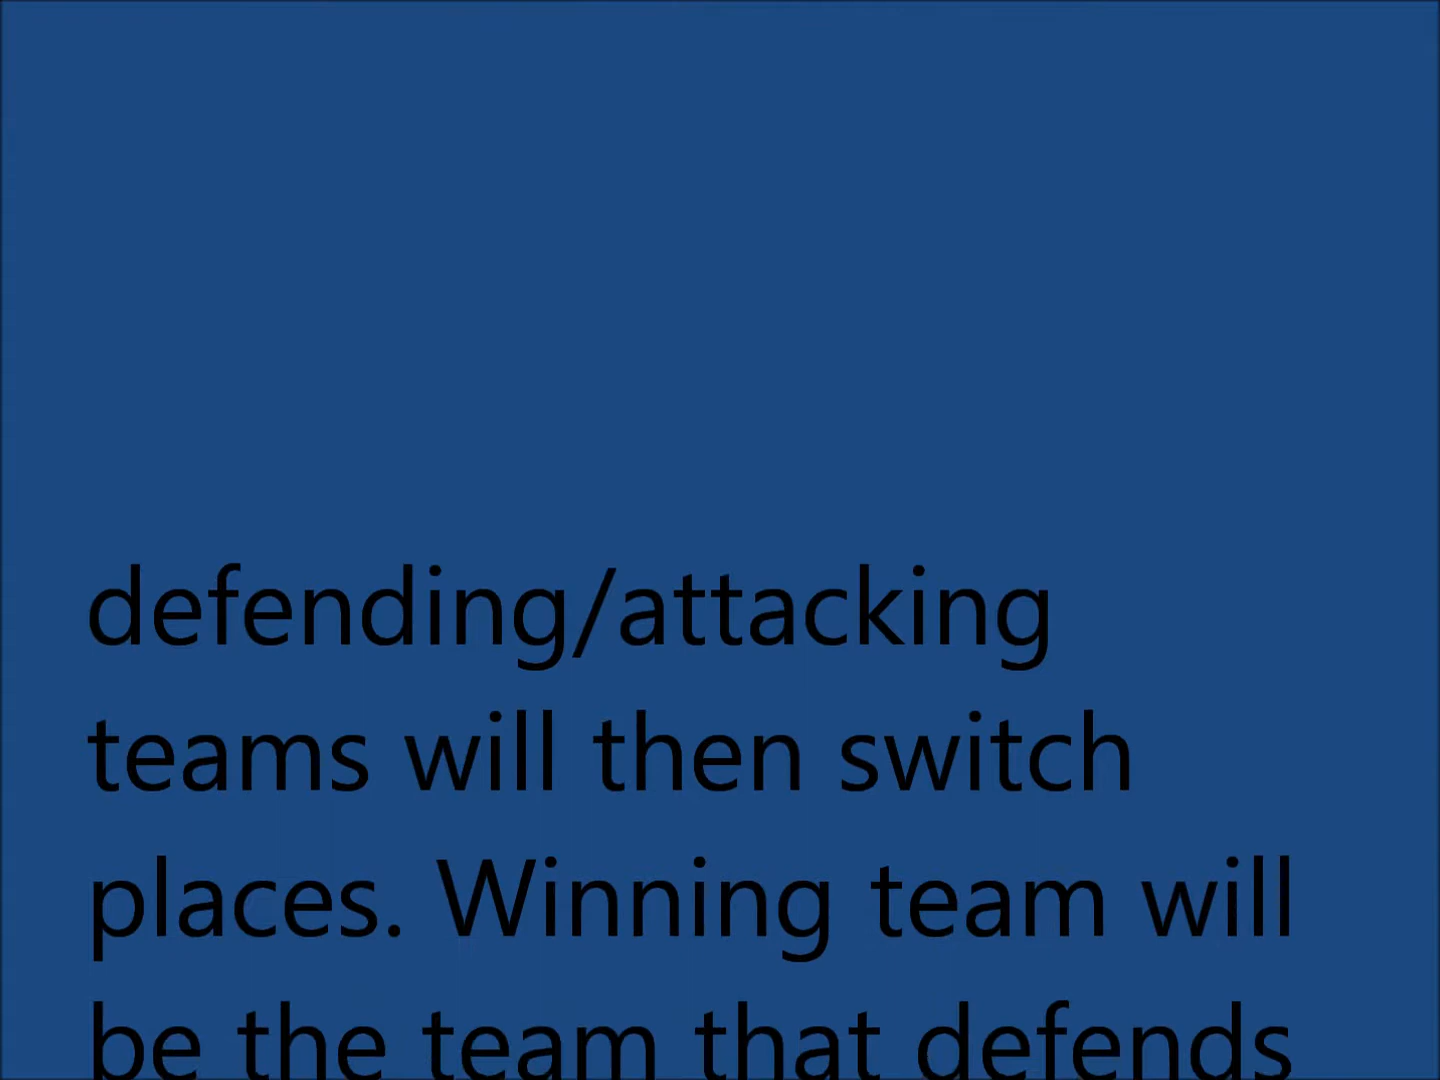 defending/attacking
teams will then switch
places. Winning team will
be the team that defends